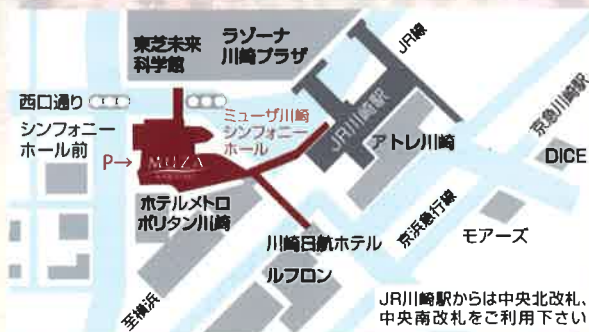 東芝未来
科学館
ラゾーナ
川崎プラザ
JR線
西口通り
シンフォニー
ホール前
ミューザ川崎
シンフォニー
ホール
JR川崎駅
アトレ川崎
京急川崎駅
DICE
P→
MUZA
ホテルメトロ
ポリタン川崎
川崎日航ホテル
ルフロン
京浜急行線
モアーズ
至横浜
JR川崎駅からは中央北改札、
中央南改札をご利用下さい